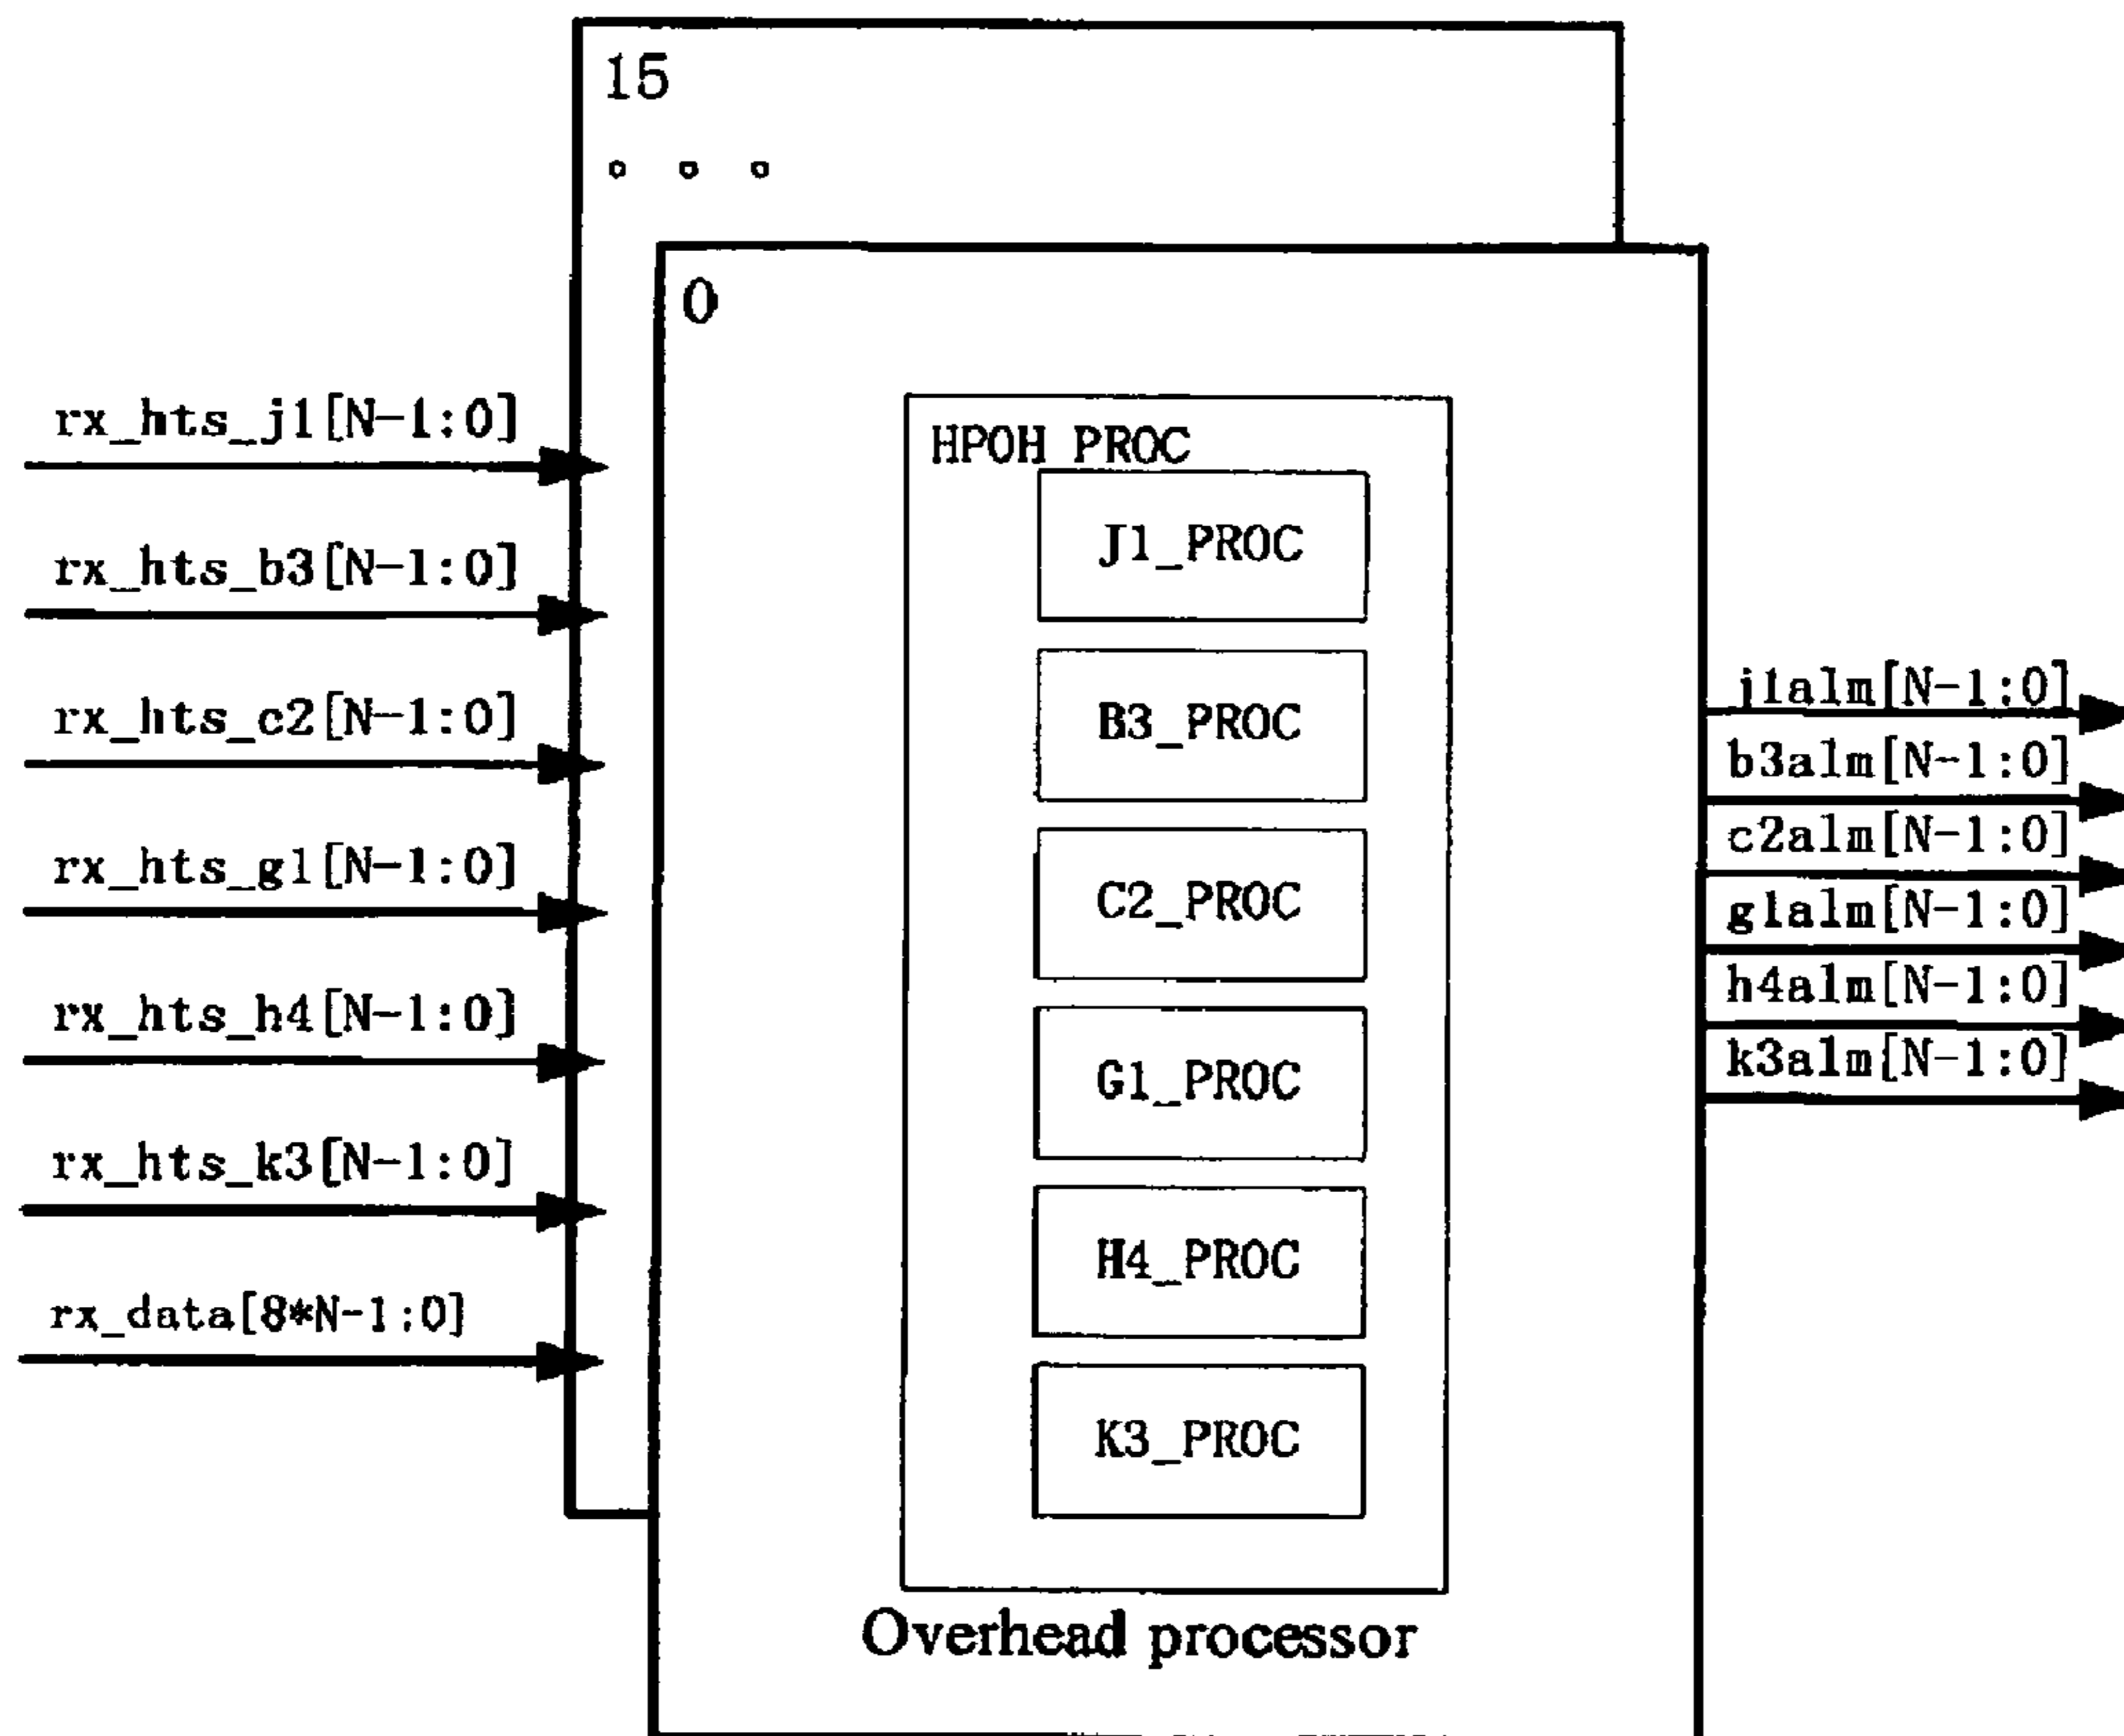 15
0
rx_hts_j1[N-1:0]
rx_hts_b3[N-1:0]
rx_hts_c2[N-1:0]
rx_hts_g1[N-1:0]
rx_hts_h4[N-1:0]
rx_hts_k3[N-1:0]
rx_data[8*N-1:0]
HPOH PROC
J1_PROC
B3_PROC
C2_PROC
G1_PROC
H4_PROC
K3_PROC
Overhead processor
j1alm[N-1:0]
b3alm[N-1:0]
c2alm[N-1:0]
g1alm[N-1:0]
h4alm[N-1:0]
k3alm[N-1:0]